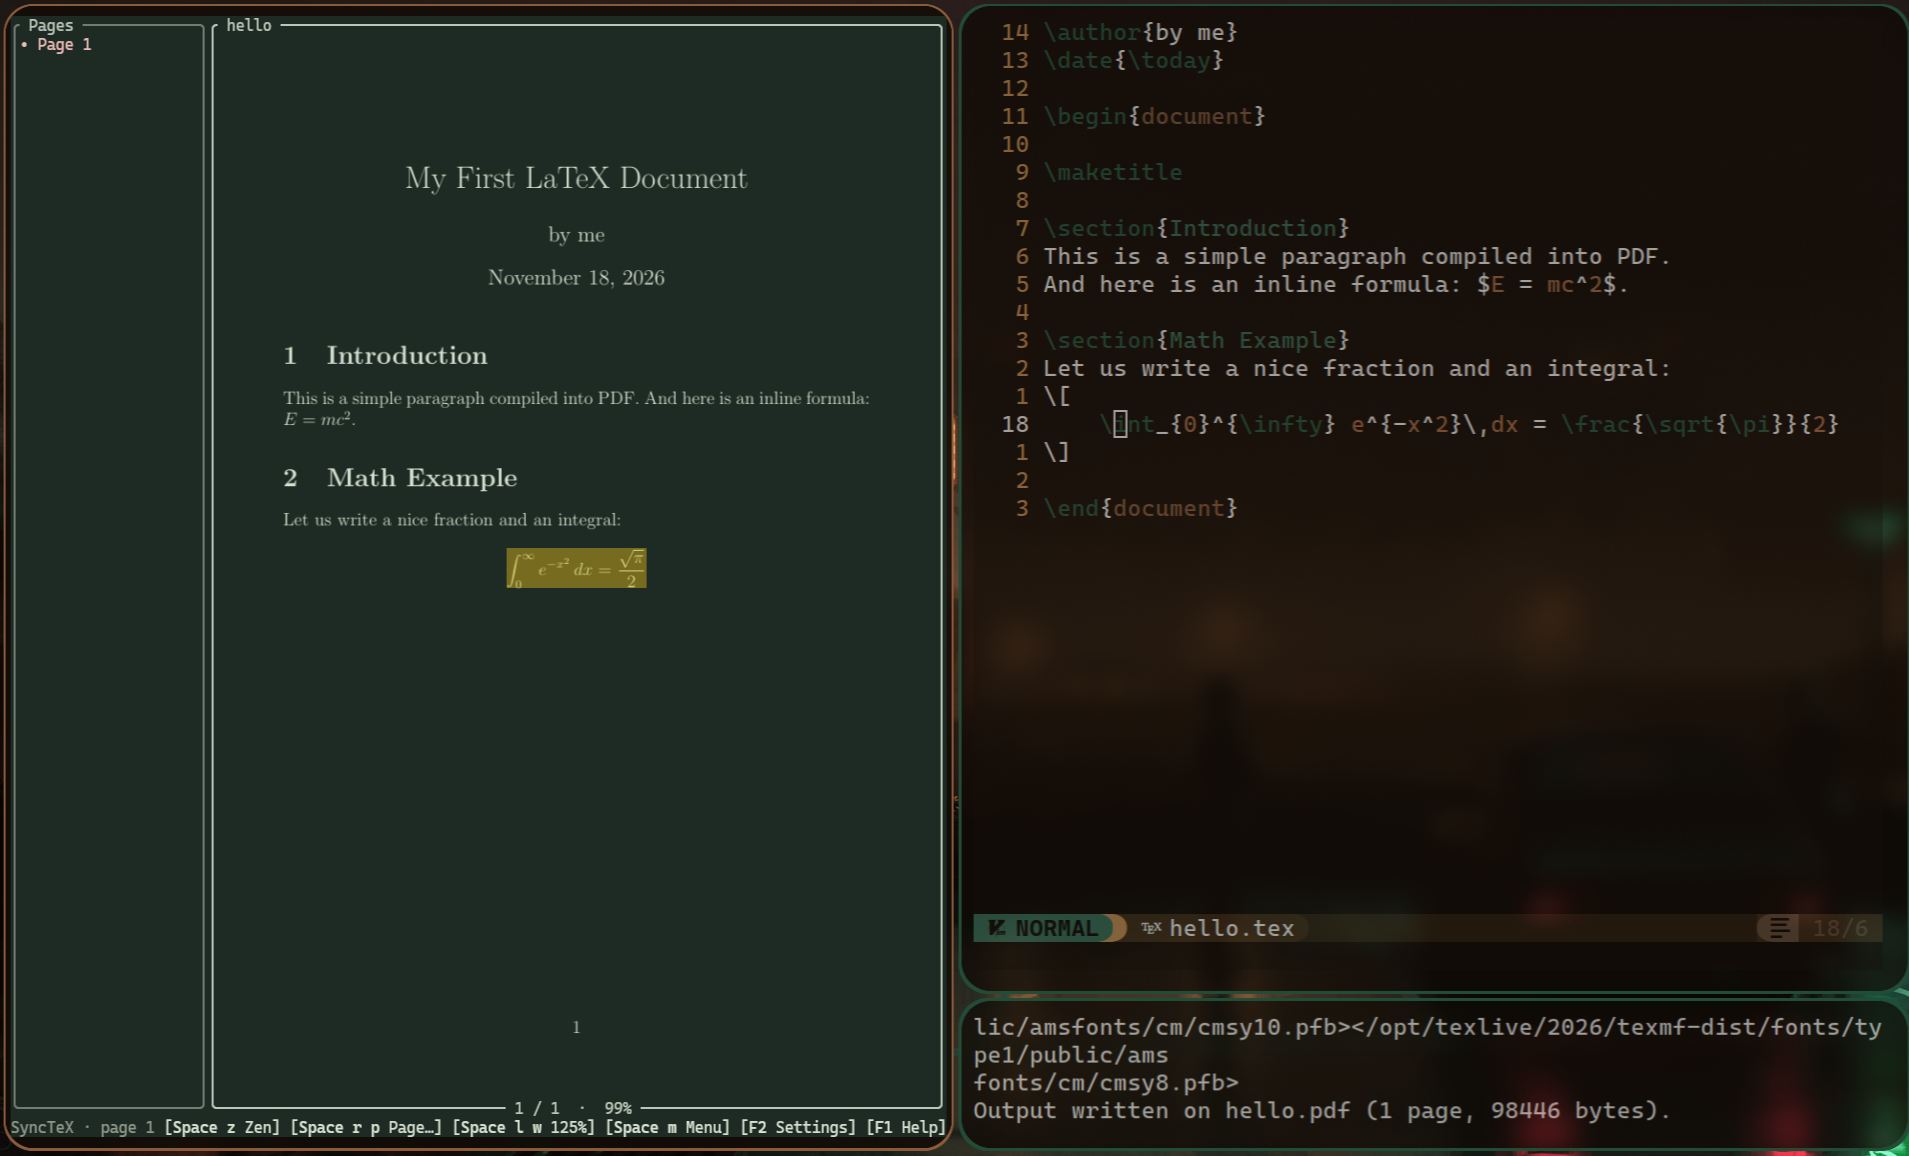 Pages
• Page 1
hello
My First LaTeX Document
by me
November 18, 2026
1 Introduction
This is a simple paragraph compiled into PDF. And here is an inline formula:
E = mc².
2 Math Example
Let us write a nice fraction and an integral:
∫₀^∞ e^{−x²} dx = √π/2
1
1 / 1 · 99%
SyncTeX · page 1 [Space z Zen] [Space r p Page…] [Space l w 125%] [Space m Menu] [F2 Settings] [F1 Help]
14 \author{by me}
13 \date{\today}
12
11 \begin{document}
10
9 \maketitle
8
7 \section{Introduction}
6 This is a simple paragraph compiled into PDF.
5 And here is an inline formula: $E = mc^2$.
4
3 \section{Math Example}
2 Let us write a nice fraction and an integral:
1 \[
18 \int_{0}^{\infty} e^{-x^2}\,dx = \frac{\sqrt{\pi}}{2}
1 \]
2
3 \end{document}
NORMAL TEX hello.tex 18/6
lic/amsfonts/cm/cmsy10.pfb></opt/texlive/2026/texmf-dist/fonts/ty
pe1/public/ams
fonts/cm/cmsy8.pfb>
Output written on hello.pdf (1 page, 98446 bytes).